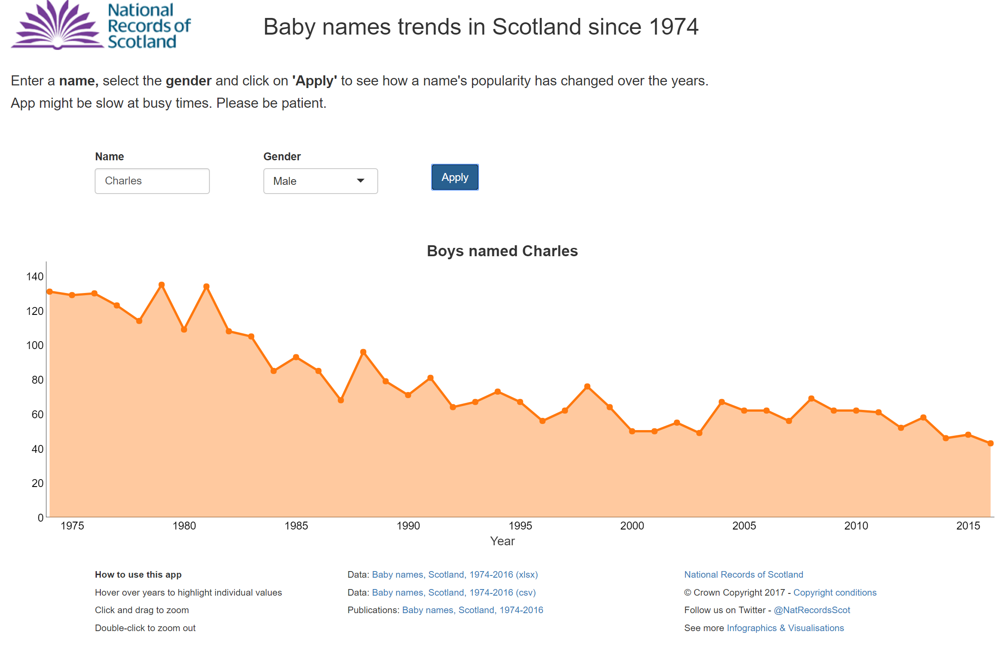 National
Records of
Scotland
Baby names trends in Scotland since 1974
Enter a name, select the gender and click on 'Apply' to see how a name's popularity has changed over the years.
App might be slow at busy times. Please be patient.
Name
Gender
Charles
Male
Apply
Boys named Charles
140
120
100
80
60
40
20
0
1975 1980 1985 1990 1995 2000 2005 2010 2015
Year
How to use this app
Hover over years to highlight individual values
Click and drag to zoom
Double-click to zoom out
Data: Baby names, Scotland, 1974-2016 (xlsx)
Data: Baby names, Scotland, 1974-2016 (csv)
Publications: Baby names, Scotland, 1974-2016
National Records of Scotland
© Crown Copyright 2017 - Copyright conditions
Follow us on Twitter - @NatRecordsScot
See more Infographics & Visualisations